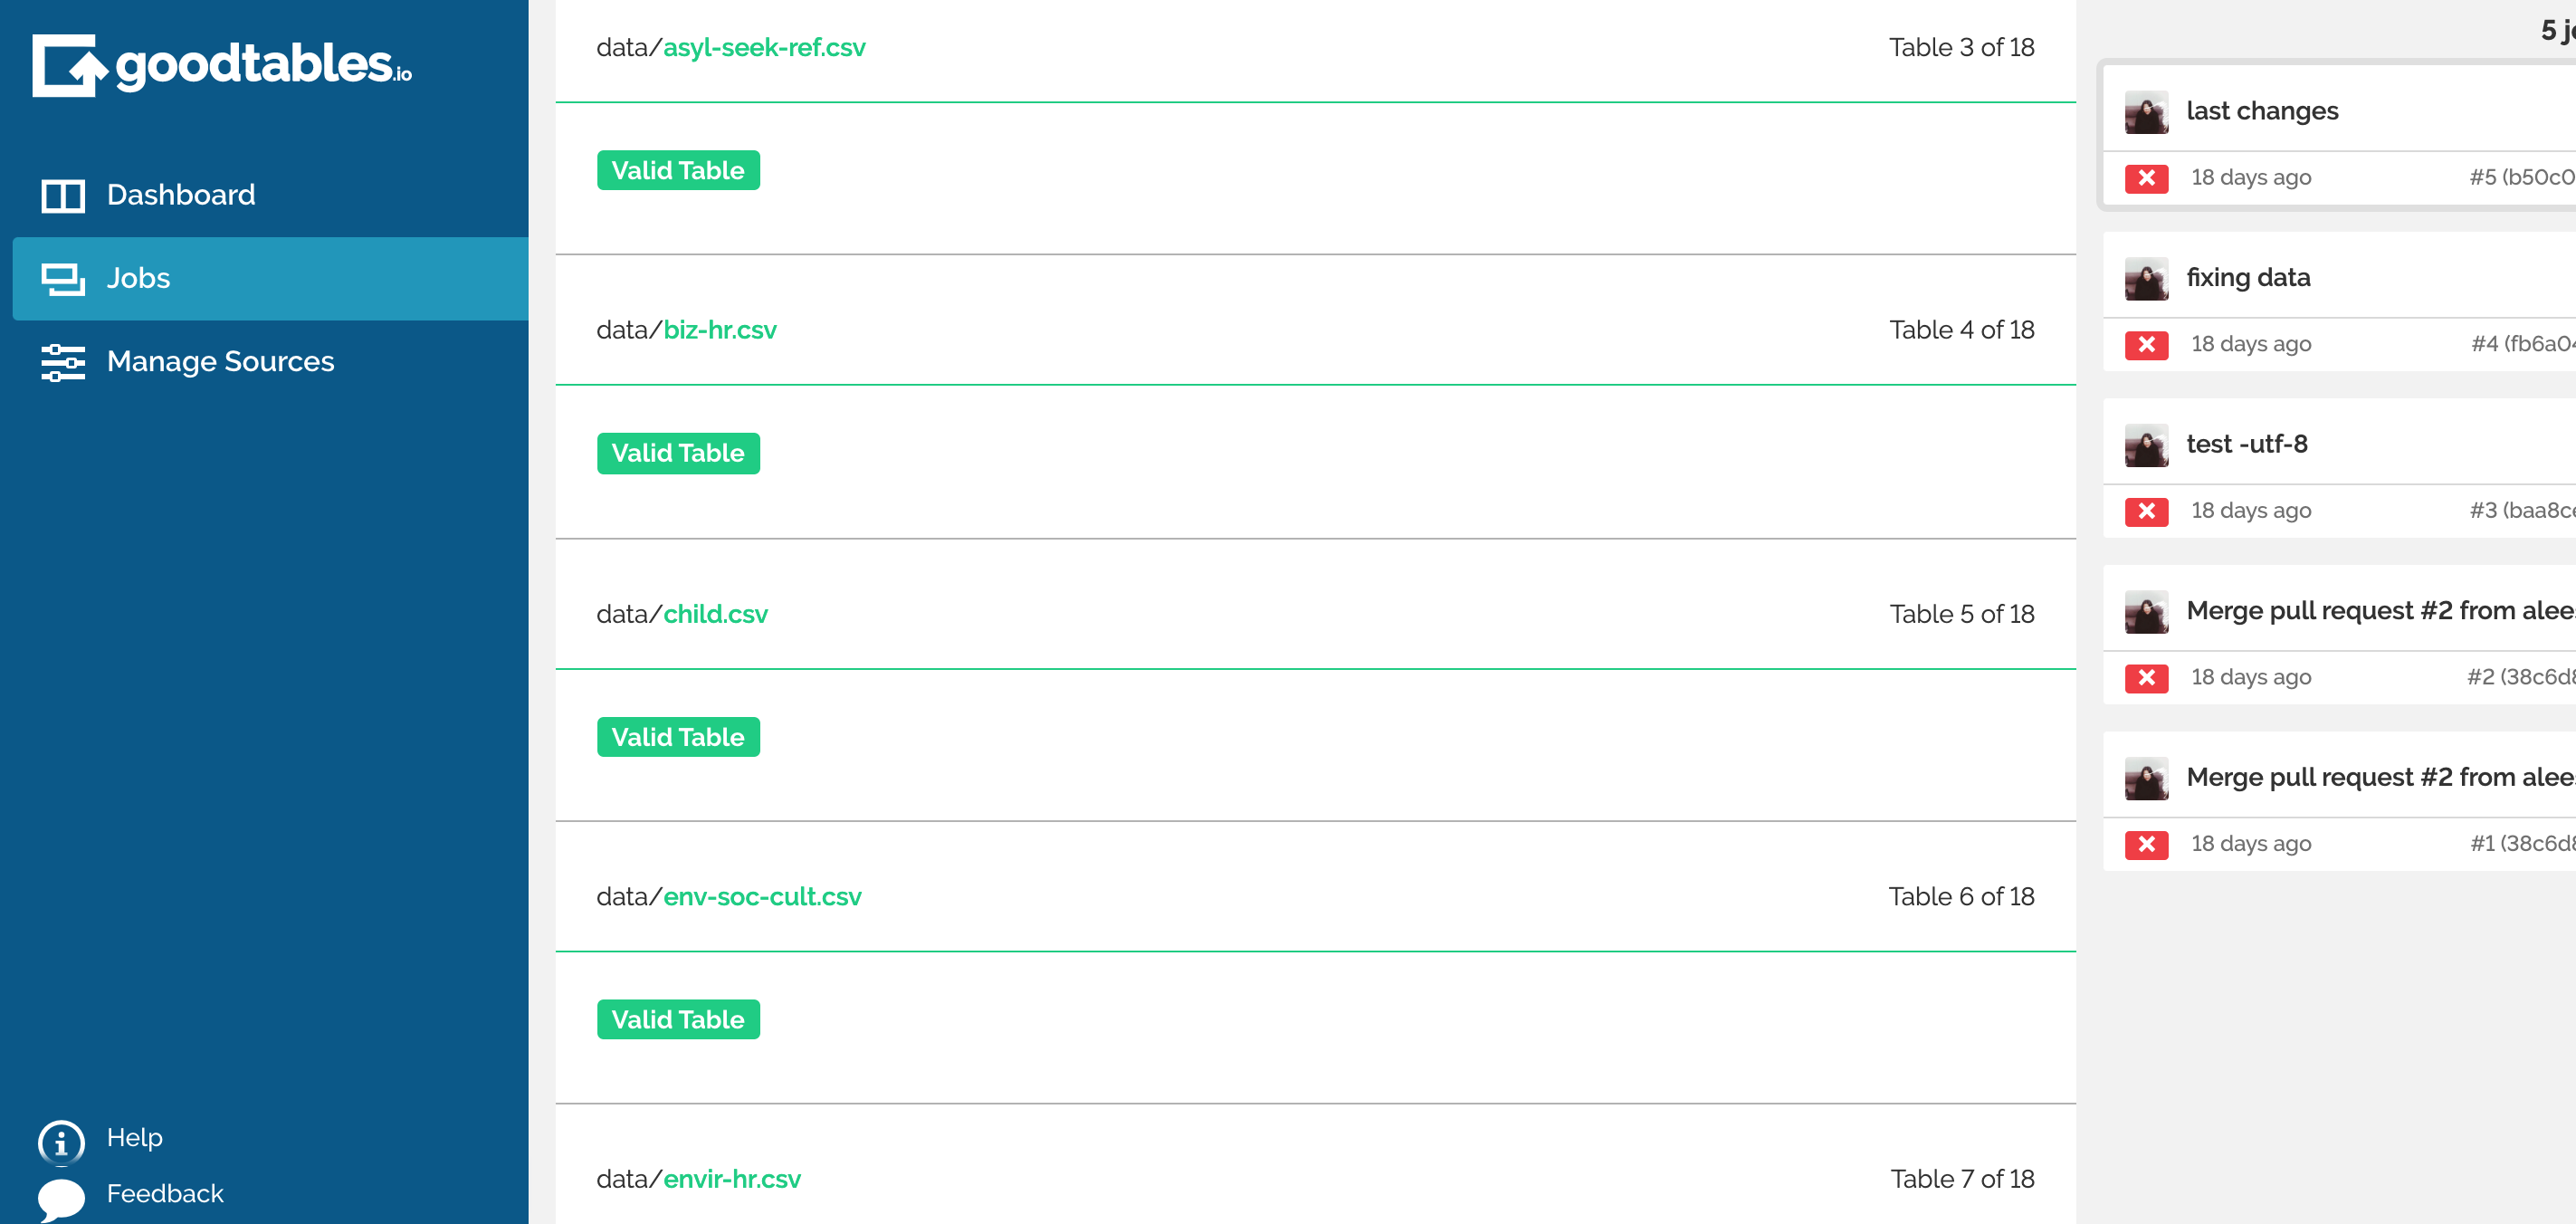 goodtables.io
Dashboard
Jobs
Manage Sources
Help
Feedback
data/asyl-seek-ref.csv Table 3 of 18
Valid Table
data/biz-hr.csv Table 4 of 18
Valid Table
data/child.csv Table 5 of 18
Valid Table
data/env-soc-cult.csv Table 6 of 18
Valid Table
data/envir-hr.csv Table 7 of 18
5
last changes
18 days ago #5 (b50c0
fixing data
18 days ago #4 (fb6a04
test -utf-8
18 days ago #3 (baa8ce
Merge pull request #2 from alee
18 days ago #2 (38c6d8
Merge pull request #2 from alee
18 days ago #1 (38c6d8